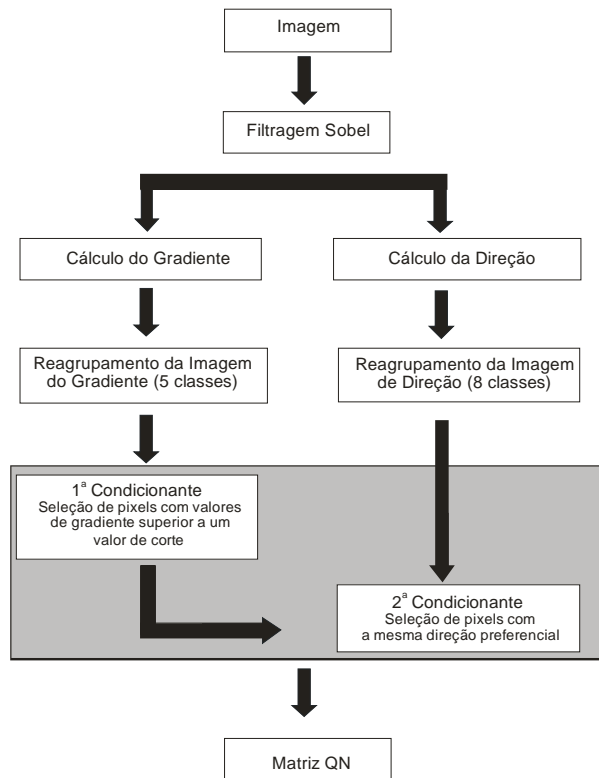 Imagem
Filtragem Sobel
Cálculo do Gradiente
Cálculo da Direção
Reagrupamento da Imagem
do Gradiente (5 classes)
Reagrupamento da Imagem
de Direção (8 classes)
1ª Condicionante
Seleção de pixels com valores
de gradiente superior a um
valor de corte
2ª Condicionante
Seleção de pixels com
a mesma direção preferencial
Matriz QN